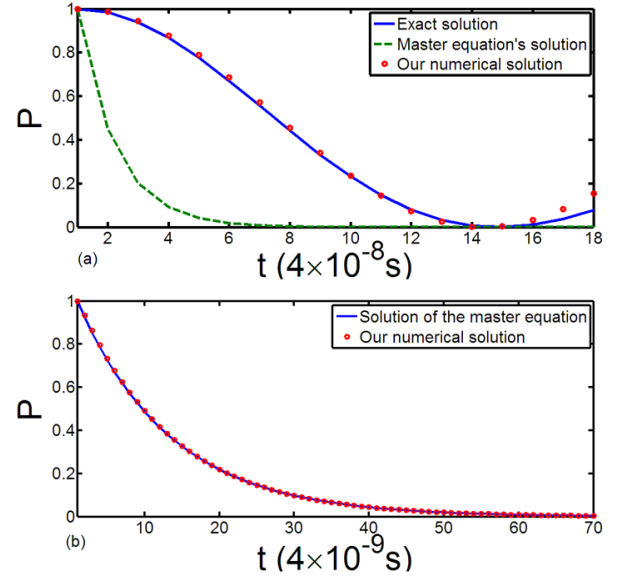 1
0.8
0.6
0.4
0.2
0
P
Exact solution
Master equation's solution
Our numerical solution
2 4 6 8 10 12 14 16 18
(a)
t (4×10⁻⁸s)
1
0.8
0.6
0.4
0.2
0
P
Solution of the master equation
Our numerical solution
10 20 30 40 50 60 70
(b)
t (4×10⁻⁹s)